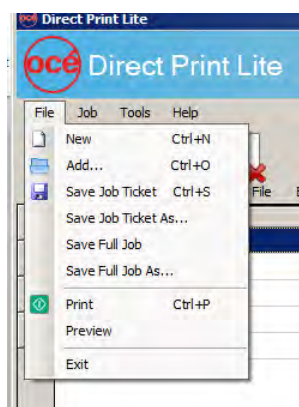 océ Direct Print Lite
océ Direct Print Lite
File Job Tools Help
New Ctrl+N
Add... Ctrl+O
Save Job Ticket Ctrl+S
File
Save Job Ticket As...
Save Full Job
Save Full Job As...
Print Ctrl+P
Preview
Exit